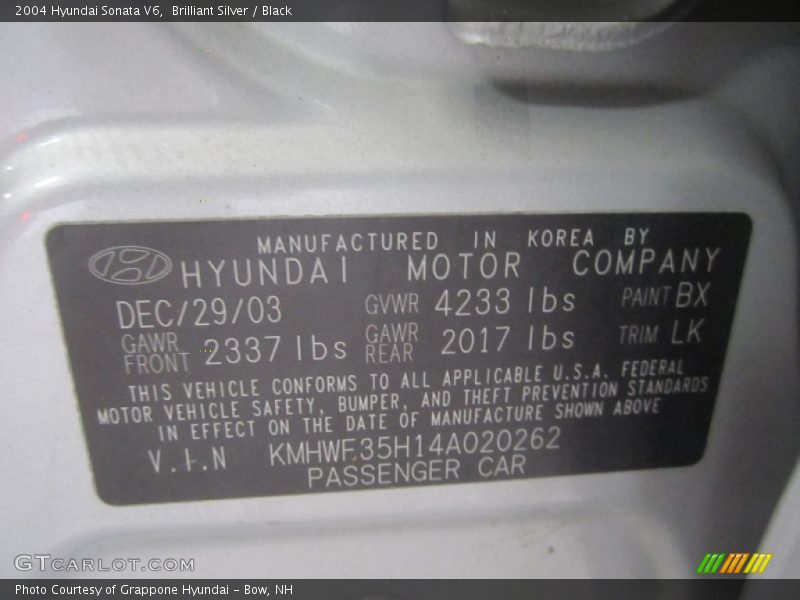 2004 Hyundai Sonata V6,  Brilliant Silver / Black
MANUFACTURED IN KOREA BY
HYUNDAI MOTOR COMPANY
DEC/29/03 GVWR 4233 lbs PAINT BX
GAWR FRONT 2337 lbs GAWR REAR 2017 lbs TRIM LK
THIS VEHICLE CONFORMS TO ALL APPLICABLE U.S.A. FEDERAL
MOTOR VEHICLE SAFETY, BUMPER, AND THEFT PREVENTION STANDARDS
IN EFFECT ON THE DATE OF MANUFACTURE SHOWN ABOVE
V.I.N KMHWF35H14A020262
PASSENGER CAR
GTCARLOT.COM
Photo Courtesy of Grappone Hyundai - Bow, NH